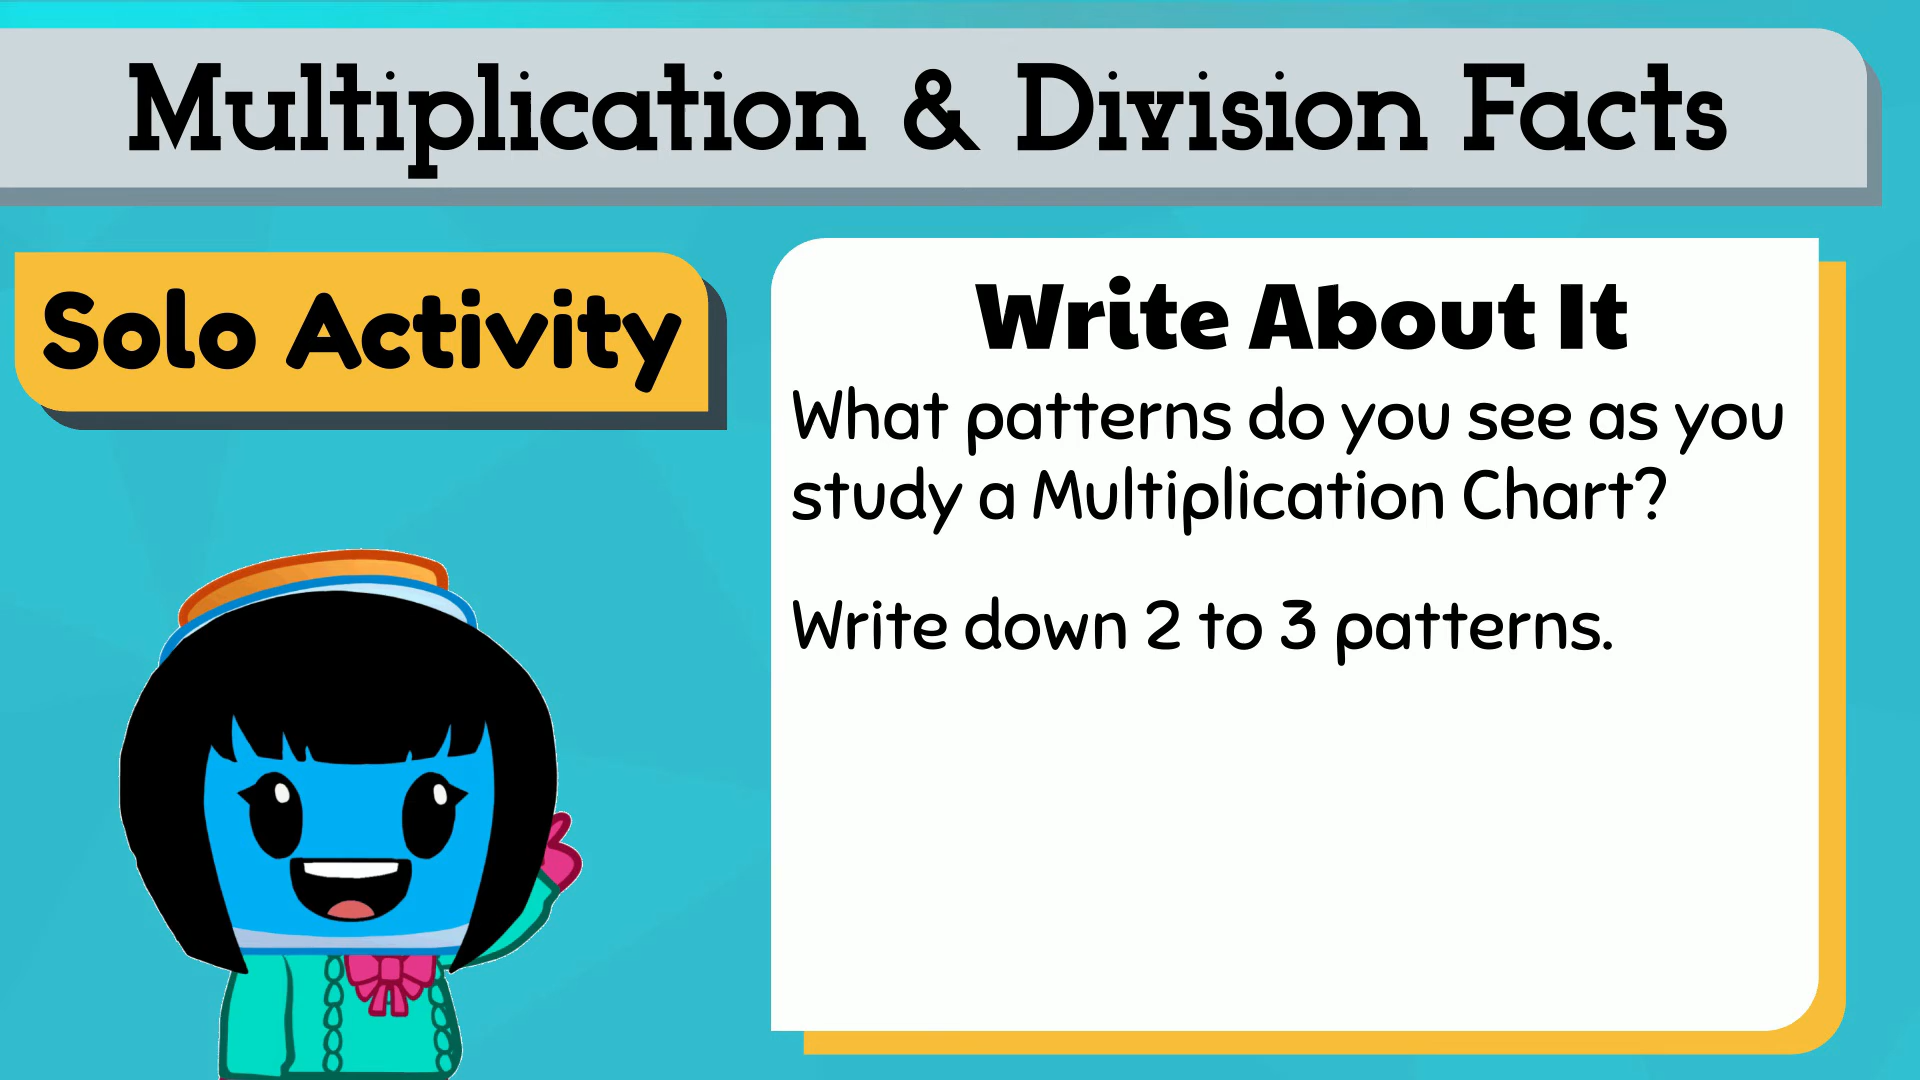 Multiplication & Division Facts
Solo Activity
Write About It
What patterns do you see as you
study a Multiplication Chart?
Write down 2 to 3 patterns.